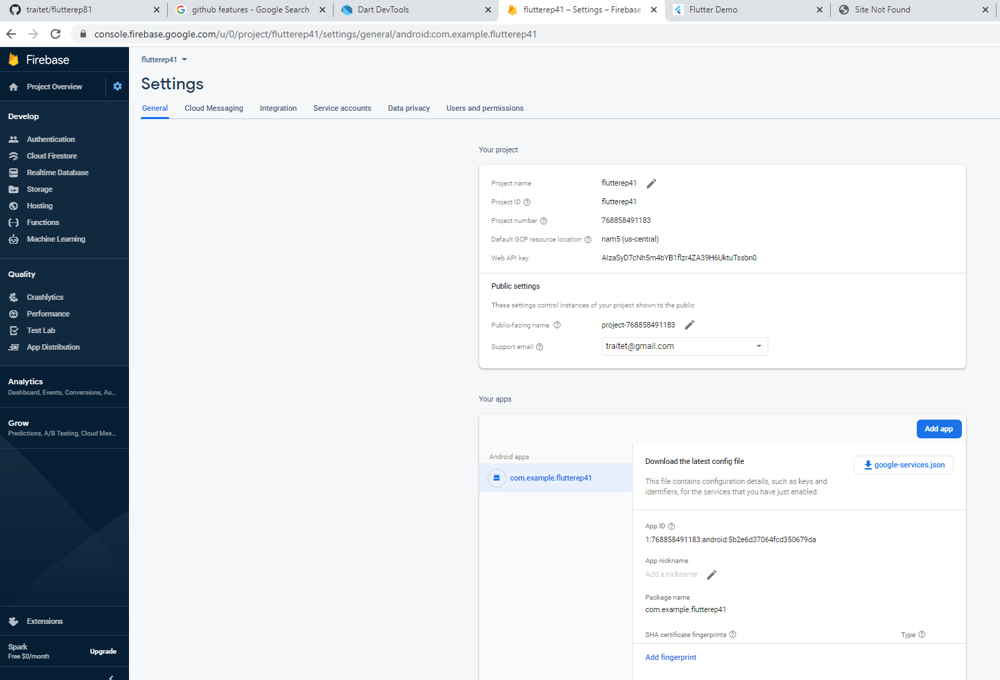 traitet/flutterep81
github features - Google Search
Dart DevTools
flutterep41 – Settings – Firebase
Flutter Demo
Site Not Found
console.firebase.google.com/u/0/project/flutterep41/settings/general/android:com.example.flutterep41
Firebase
Project Overview
Develop
Authentication
Cloud Firestore
Realtime Database
Storage
Hosting
Functions
Machine Learning
Quality
Crashlytics
Performance
Test Lab
App Distribution
Analytics
Dashboard, Events, Conversions, Au...
Grow
Predictions, A/B Testing, Cloud Mes...
Extensions
Spark
Free $0/month
Upgrade
flutterep41
Settings
General
Cloud Messaging
Integration
Service accounts
Data privacy
Users and permissions
Your project
Project name
flutterep41
Project ID
flutterep41
Project number
768858491183
Default GCP resource location
nam5 (us-central)
Web API key
AIzaSyD7cNh5m4bYB1flzr4ZA39H6UktuTssbn0
Public settings
These settings control instances of your project shown to the public
Public-facing name
project-768858491183
Support email
traitet@gmail.com
Your apps
Add app
Android apps
com.example.flutterep41
Download the latest config file
google-services.json
This file contains configuration details, such as keys and
identifiers, for the services that you have just enabled.
App ID
1:768858491183:android:5b2e6d37064fcd350679da
App nickname
Add a nickname
Package name
com.example.flutterep41
SHA certificate fingerprints
Type
Add fingerprint